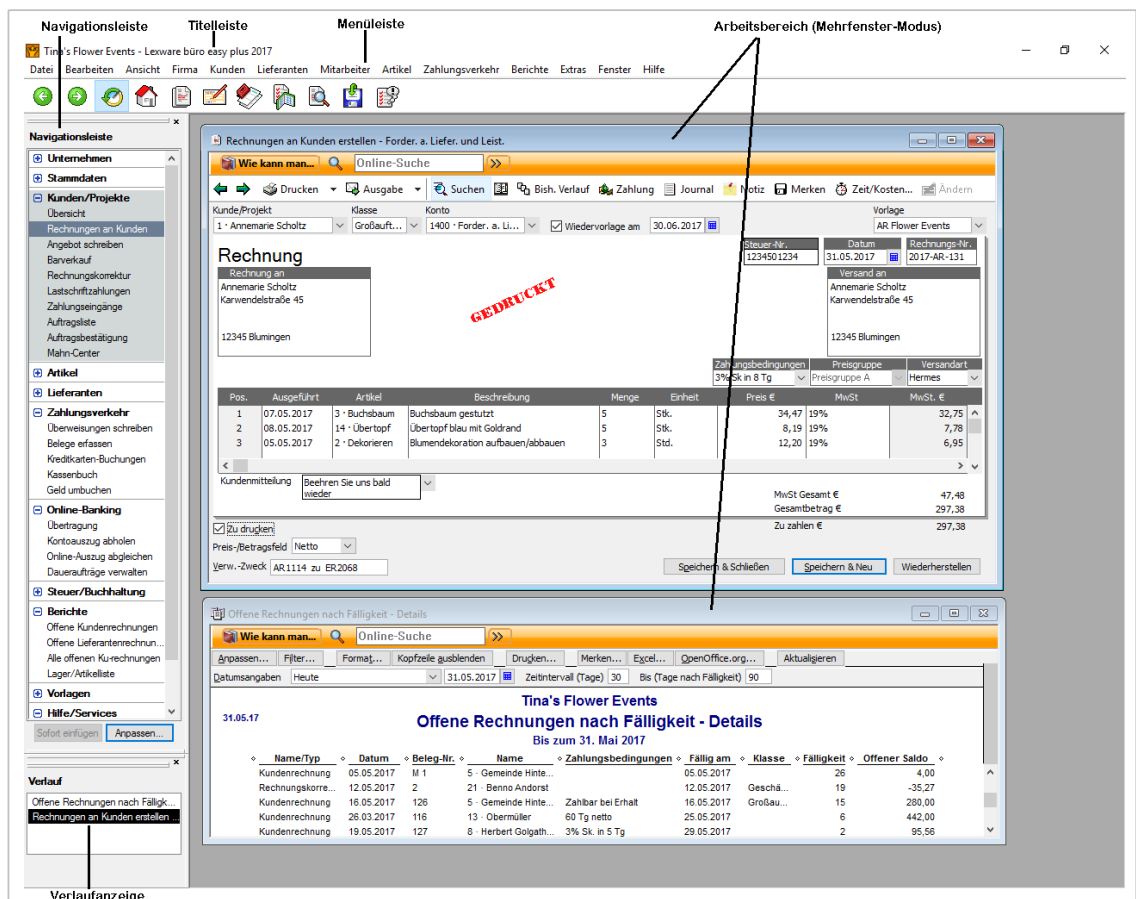 Navigationsleiste Titelleiste Menüleiste Arbeitsbereich (Mehrfenster-Modus)
Tina's Flower Events - Lexware büro easy plus 2017
Datei Bearbeiten Ansicht Firma Kunden Lieferanten Mitarbeiter Artikel Zahlungsverkehr Berichte Extras Fenster Hilfe
Navigationsleiste
Unternehmen
Stammdaten
Kunden/Projekte
Übersicht
Rechnungen an Kunden
Angebot schreiben
Barverkauf
Rechnungskorrektur
Lastschriftzahlungen
Zahlungseingänge
Auftragsliste
Auftragsbestätigung
Mahn-Center
Artikel
Lieferanten
Zahlungsverkehr
Überweisungen schreiben
Belege erfassen
Kreditkarten-Buchungen
Kassenbuch
Geld umbuchen
Online-Banking
Übertragung
Kontoauszug abholen
Online-Auszug abgleichen
Daueraufträge verwalten
Steuer/Buchhaltung
Berichte
Offene Kundenrechnungen
Offene Lieferantenrechnun...
Alle offenen Ku-rechnungen
Lager/Artikelliste
Vorlagen
Hilfe/Services
Sofort einfügen Anpassen...
Verlauf
Offene Rechnungen nach Fälligk...
Rechnungen an Kunden erstellen ...
Verlaufanzeige
Rechnungen an Kunden erstellen - Forder. a. Liefer. und Leist.
Wie kann man... Online-Suche
Drucken Ausgabe Suchen Bish. Verlauf Zahlung Journal Notiz Merken Zeit/Kosten... Ändern
Kunde/Projekt Klasse Konto Vorlage
1 · Annemarie Scholtz Großauft... 1400 · Forder. a. Li... Wiedervorlage am 30.06.2017 AR Flower Events
Rechnung
Steuer-Nr. Datum Rechnungs-Nr.
1234501234 31.05.2017 2017-AR-131
Rechnung an Versand an
Annemarie Scholtz Annemarie Scholtz
Karwendelstraße 45 Karwendelstraße 45
GEDRUCKT
12345 Blumingen 12345 Blumingen
Zahlungsbedingungen Preisgruppe Versandart
3% Sk in 8 Tg Preisgruppe A Hermes
Pos. Ausgeführt Artikel Beschreibung Menge Einheit Preis € MwSt MwSt. €
1 07.05.2017 3 · Buchsbaum Buchsbaum gestutzt 5 Stk. 34,47 19% 32,75
2 08.05.2017 14 · Übertopf Übertopf blau mit Goldrand 5 Stk. 8,19 19% 7,78
3 05.05.2017 2 · Dekorieren Blumendekoration aufbauen/abbauen 3 Std. 12,20 19% 6,95
Kundenmitteilung Beehren Sie uns bald
wieder
MwSt Gesamt € 47,48
Gesamtbetrag € 297,38
Zu drucken Zu zahlen € 297,38
Preis-/Betragsfeld Netto
Verw.-Zweck AR1114 zu ER2068 Speichern & Schließen Speichern & Neu Wiederherstellen
Offene Rechnungen nach Fälligkeit - Details
Wie kann man... Online-Suche
Anpassen... Filter... Format... Kopfzeile ausblenden Drucken... Merken... Excel... OpenOffice.org... Aktualisieren
Datumsangaben Heute 31.05.2017 Zeitintervall (Tage) 30 Bis (Tage nach Fälligkeit) 90
Tina's Flower Events
31.05.17 Offene Rechnungen nach Fälligkeit - Details
Bis zum 31. Mai 2017
Name/Typ Datum Beleg-Nr. Name Zahlungsbedingungen Fällig am Klasse Fälligkeit Offener Saldo
Kundenrechnung 05.05.2017 M 1 5 · Gemeinde Hinte... 05.05.2017 26 4,00
Rechnungskorre... 12.05.2017 2 21 · Benno Andorst 12.05.2017 Geschä... 19 -35,27
Kundenrechnung 16.05.2017 126 5 · Gemeinde Hinte... Zahlbar bei Erhalt 16.05.2017 Großau... 15 280,00
Kundenrechnung 26.03.2017 116 13 · Obermüller 60 Tg netto 25.05.2017 6 442,00
Kundenrechnung 19.05.2017 127 8 · Herbert Golgath... 3% Sk. in 5 Tg 29.05.2017 2 95,56